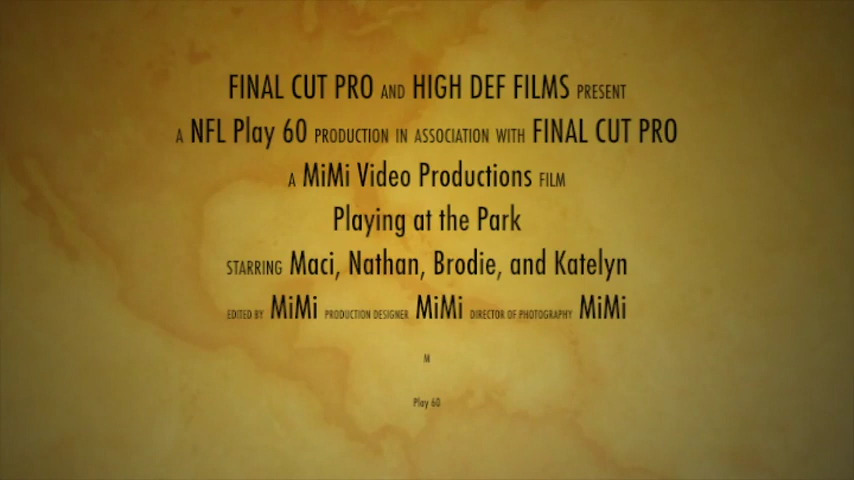 FINAL CUT PRO AND HIGH DEF FILMS PRESENT
A NFL Play 60 PRODUCTION IN ASSOCIATION WITH FINAL CUT PRO
A MiMi Video Productions FILM
Playing at the Park
STARRING Maci, Nathan, Brodie, and Katelyn
EDITED BY MiMi PRODUCTION DESIGNER MiMi DIRECTOR OF PHOTOGRAPHY MiMi
M
Play 60